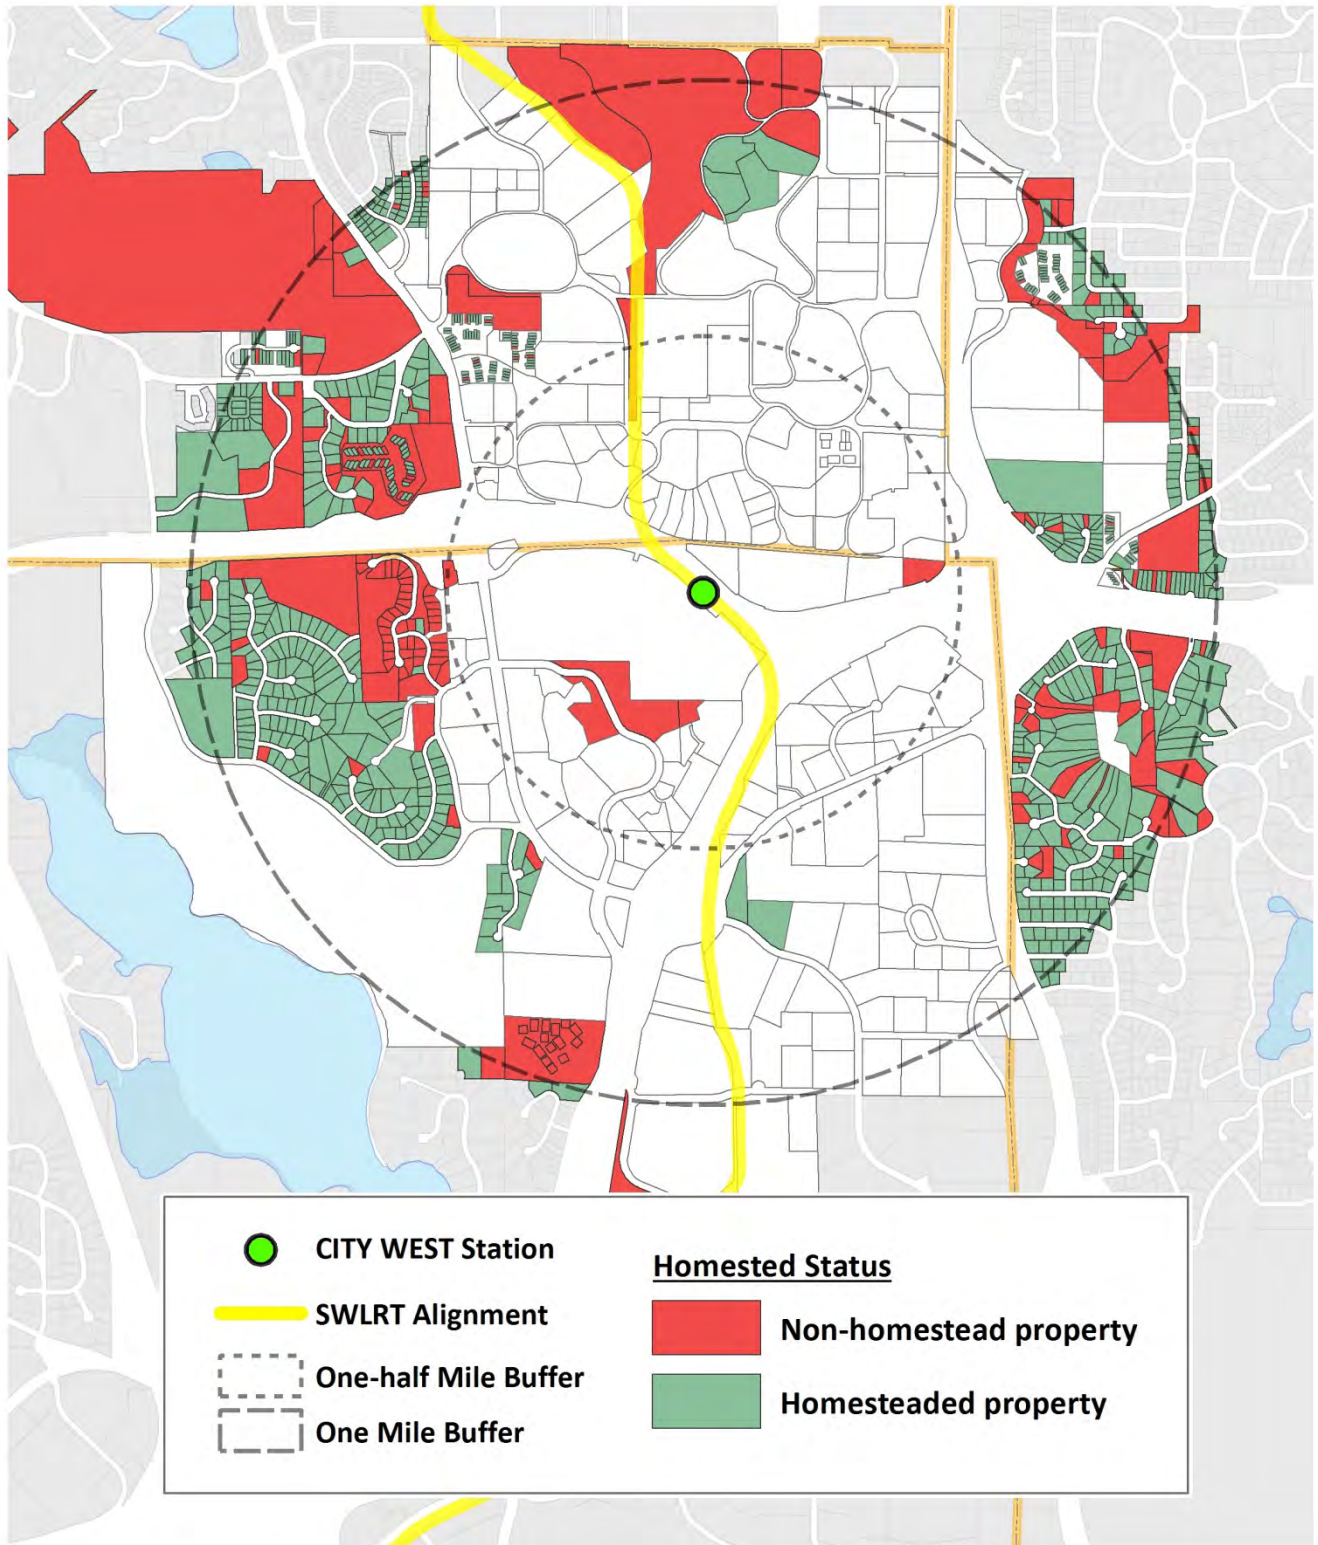 CITY WEST Station
SWLRT Alignment
One-half Mile Buffer
One Mile Buffer
Homested Status
Non-homestead property
Homesteaded property